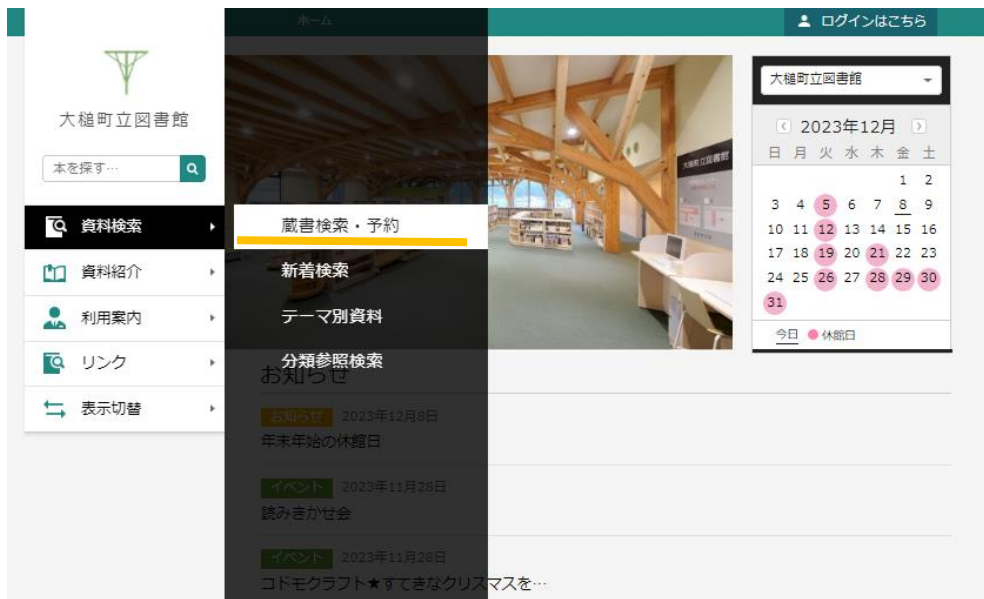 ホーム
ログインはこちら
大槌町立図書館
本を探す…
資料検索
資料紹介
利用案内
リンク
表示切替
蔵書検索・予約
新着検索
テーマ別資料
分類参照検索
大槌町立図書館
大槌町立図書館
2023年12月
日 月 火 水 木 金 土
1 2
3 4 5 6 7 8 9
10 11 12 13 14 15 16
17 18 19 20 21 22 23
24 25 26 27 28 29 30
31
今日 休館日
お知らせ
お知らせ 2023年12月8日
年末年始の休館日
イベント 2023年11月28日
読みきかせ会
イベント 2023年11月28日
コドモクラフト★すてきなクリスマスを…